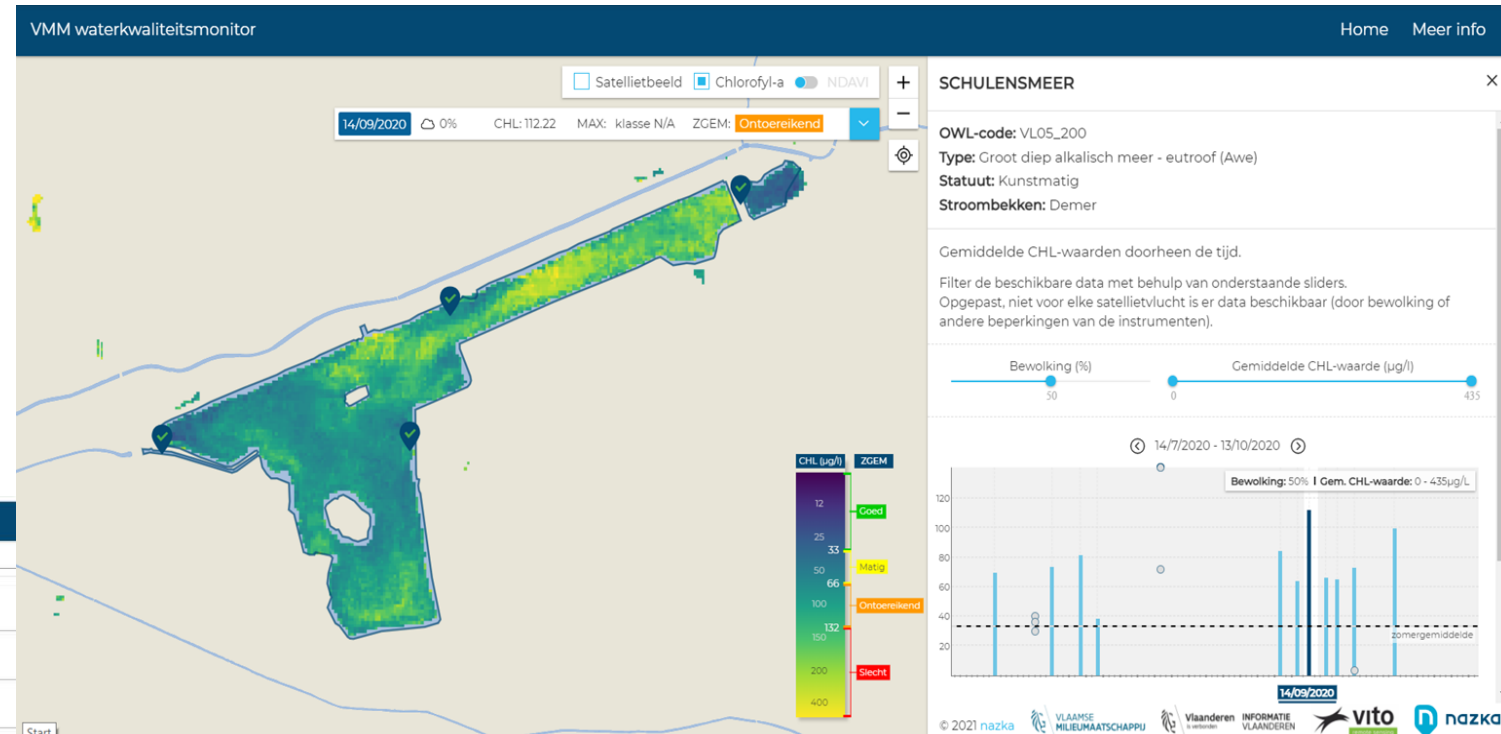 VMM waterkwaliteitsmonitor
Home Meer info
Satellietbeeld Chlorofyl-a NDAVI
+
−
14/09/2020 0% CHL: 112.22 MAX: klasse N/A ZGEM: Ontoereikend
CHL (µg/l) ZGEM
12
25
33
50
66
100
132
150
200
400
Goed
Matig
Ontoereikend
Slecht
Start
SCHULENSMEER
OWL-code: VL05_200
Type: Groot diep alkalisch meer - eutroof (Awe)
Statuut: Kunstmatig
Stroombekken: Demer
Gemiddelde CHL-waarden doorheen de tijd.
Filter de beschikbare data met behulp van onderstaande sliders.
Opgepast, niet voor elke satellietvlucht is er data beschikbaar (door bewolking of
andere beperkingen van de instrumenten).
Bewolking (%) Gemiddelde CHL-waarde (µg/l)
50 0 435
14/7/2020 - 13/10/2020
Bewolking: 50% I Gem. CHL-waarde: 0 - 435µg/L
120
100
80
60
40
20
zomergemiddelde
14/09/2020
© 2021 nazka
VLAAMSE
MILIEUMAATSCHAPPIJ
Vlaanderen
INFORMATIE
VLAANDEREN
vito
nazka